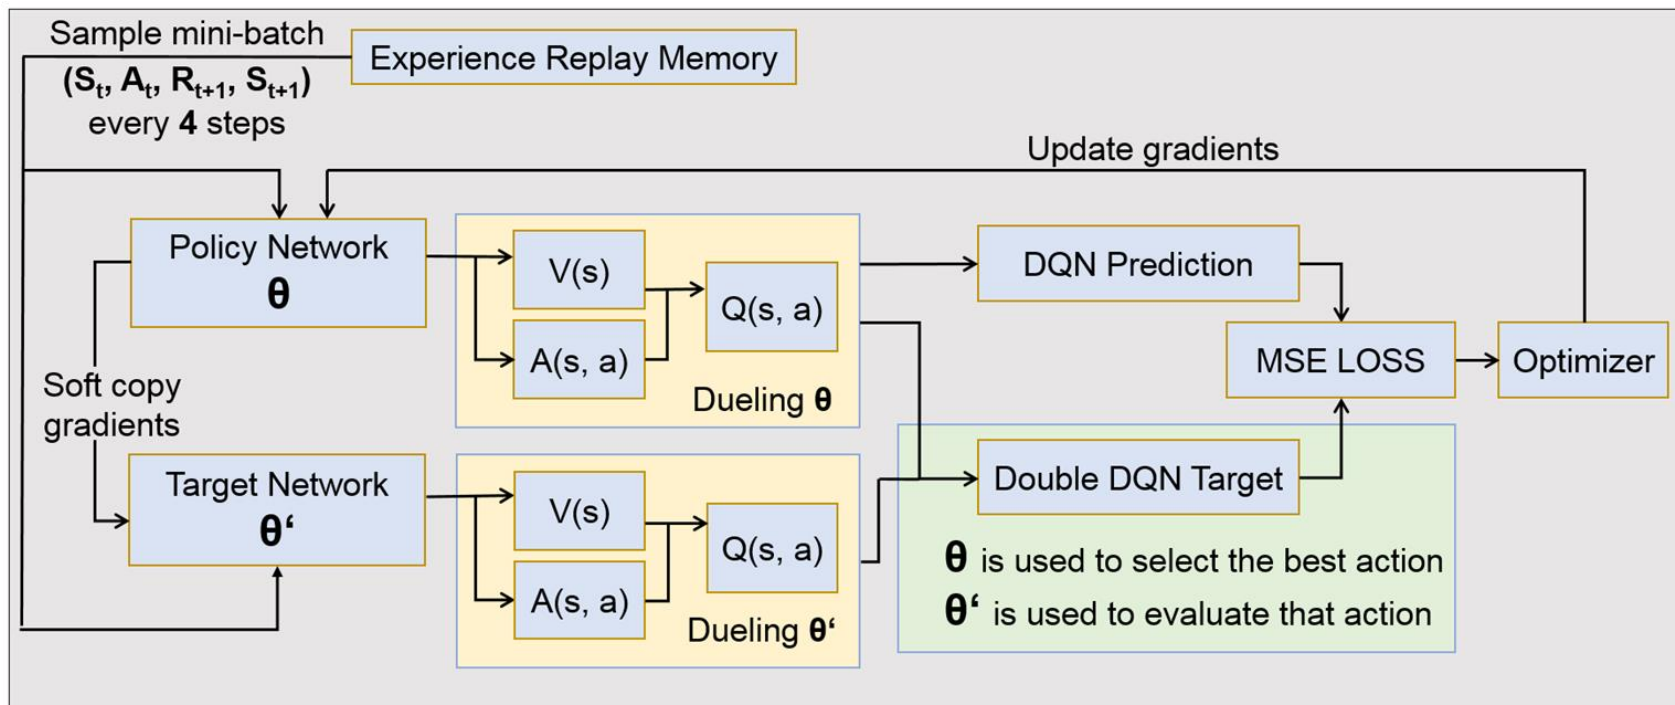 Sample mini-batch
(St, At, Rt+1, St+1)
every 4 steps
Experience Replay Memory
Update gradients
Policy Network
θ
V(s)
A(s, a)
Q(s, a)
Dueling θ
DQN Prediction
MSE LOSS
Optimizer
Soft copy
gradients
Target Network
θ‘
V(s)
A(s, a)
Q(s, a)
Dueling θ‘
Double DQN Target
θ is used to select the best action
θ‘ is used to evaluate that action